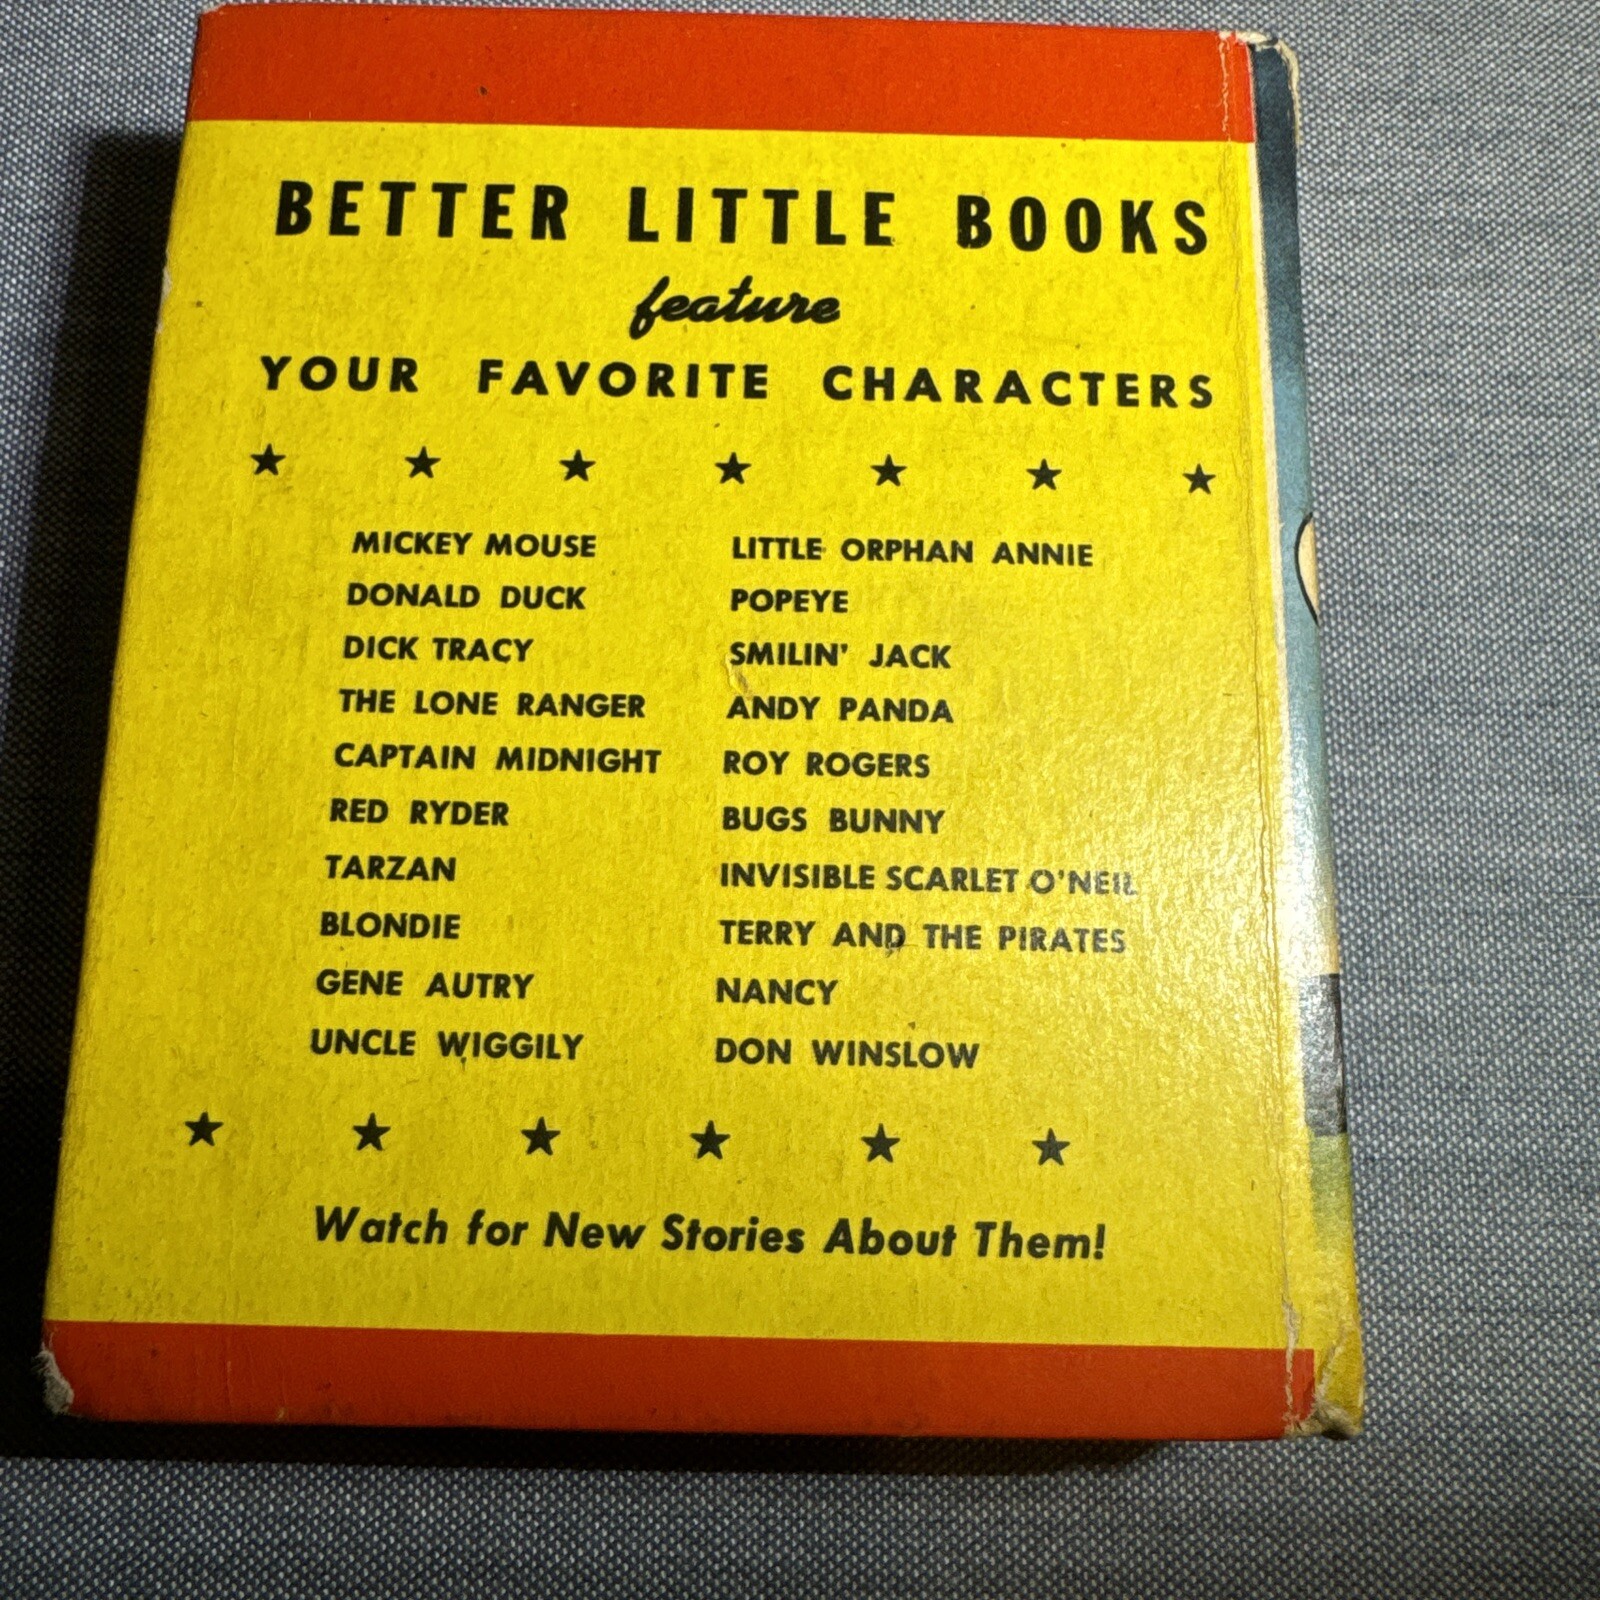 BETTER LITTLE BOOKS
feature
YOUR FAVORITE CHARACTERS
MICKEY MOUSE
DONALD DUCK
DICK TRACY
THE LONE RANGER
CAPTAIN MIDNIGHT
RED RYDER
TARZAN
BLONDIE
GENE AUTRY
UNCLE WIGGILY
LITTLE ORPHAN ANNIE
POPEYE
SMILIN' JACK
ANDY PANDA
ROY ROGERS
BUGS BUNNY
INVISIBLE SCARLET O'NEIL
TERRY AND THE PIRATES
NANCY
DON WINSLOW
Watch for New Stories About Them!